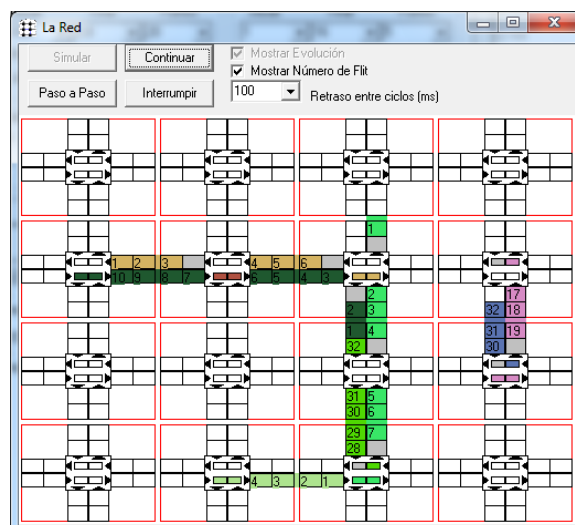 La Red
Simular
Continuar
Mostrar Evolución
Mostrar Número de Flit
Paso a Paso
Interrumpir
100
Retraso entre ciclos (ms)
1
1 2 3 4 5 6
10 9 8 7 6 5 4 3
2 17
2 3 32 18
1 4 31 19
32 30
31 5
30 6
29 7
28
4 3 2 1